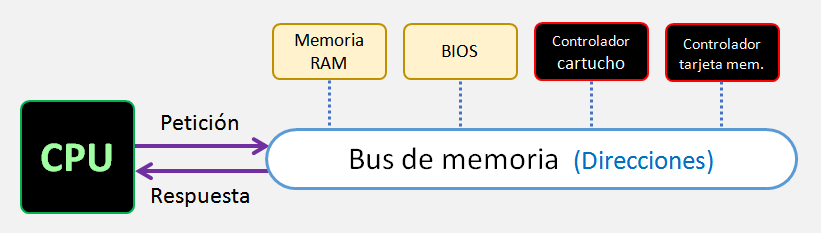 Memoria
RAM
BIOS
Controlador
cartucho
Controlador
tarjeta mem.
CPU
Petición
Bus de memoria (Direcciones)
Respuesta